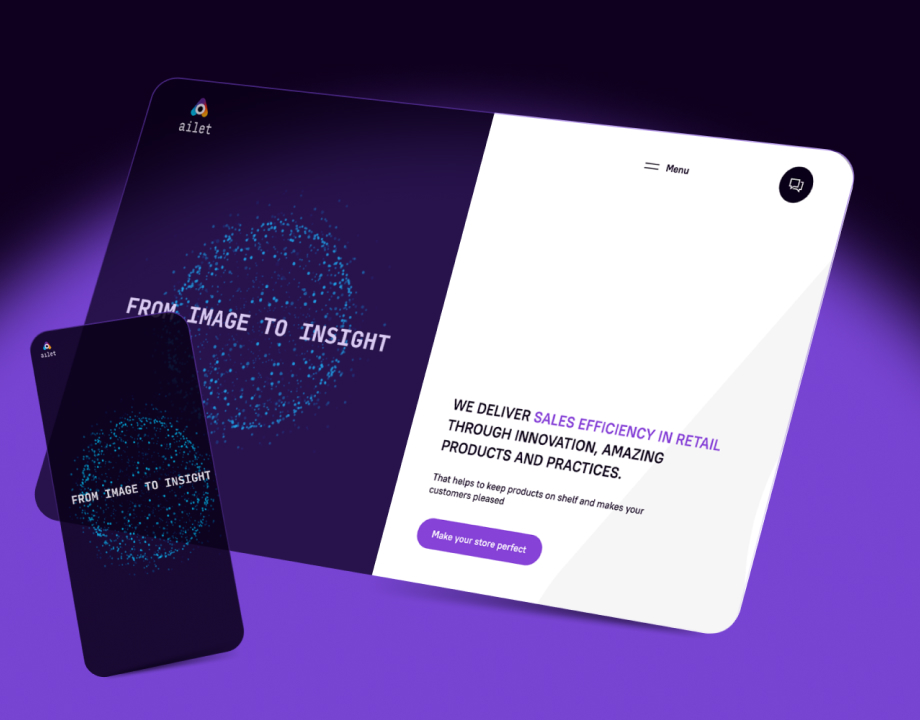 ailet
Menu
FROM IMAGE TO INSIGHT
WE DELIVER SALES EFFICIENCY IN RETAIL
THROUGH INNOVATION, AMAZING
PRODUCTS AND PRACTICES.
That helps to keep products on shelf and makes your
customers pleased
Make your store perfect
ailet
FROM IMAGE TO INSIGHT